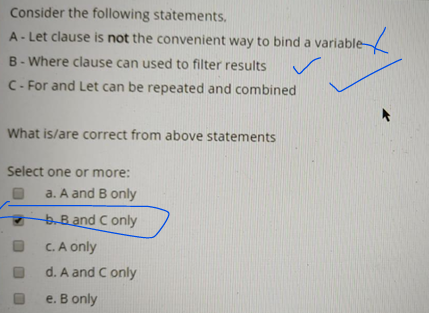 Consider the following statements,
A - Let clause is not the convenient way to bind a variable
B - Where clause can used to filter results
C - For and Let can be repeated and combined
What is/are correct from above statements
Select one or more:
a. A and B only
b. B and C only
c. A only
d. A and C only
e. B only